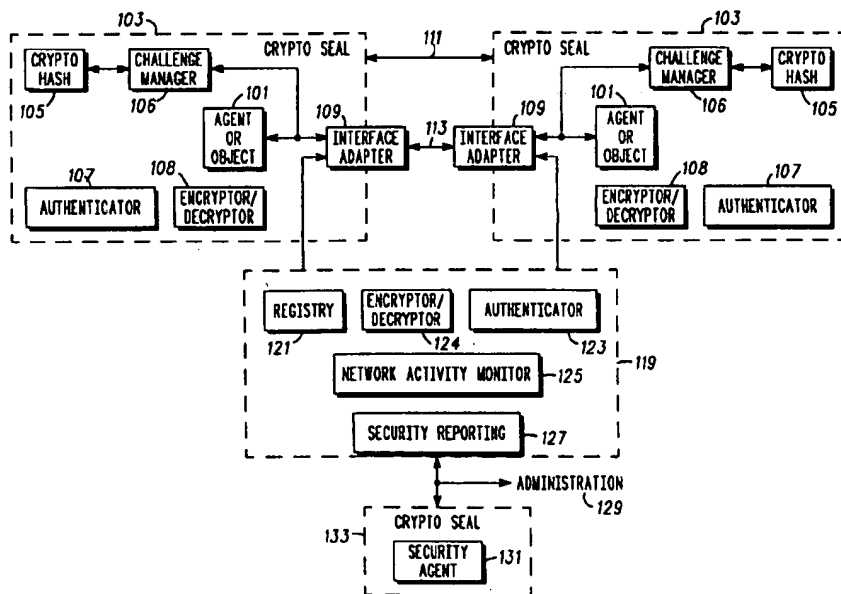 103
CRYPTO SEAL
CRYPTO
HASH
105
CHALLENGE
MANAGER
106
101
AGENT
OR
OBJECT
109
INTERFACE
ADAPTER
107
AUTHENTICATOR
108
ENCRYPTOR/
DECRYPTOR
111
113
103
CRYPTO SEAL
CHALLENGE
MANAGER
106
CRYPTO
HASH
105
109
INTERFACE
ADAPTER
101
AGENT
OR
OBJECT
108
ENCRYPTOR/
DECRYPTOR
107
AUTHENTICATOR
REGISTRY
121
ENCRYPTOR/
DECRYPTOR
124
AUTHENTICATOR
123
119
NETWORK ACTIVITY MONITOR
125
SECURITY REPORTING
127
ADMINISTRATION
129
133
CRYPTO SEAL
SECURITY
AGENT
131